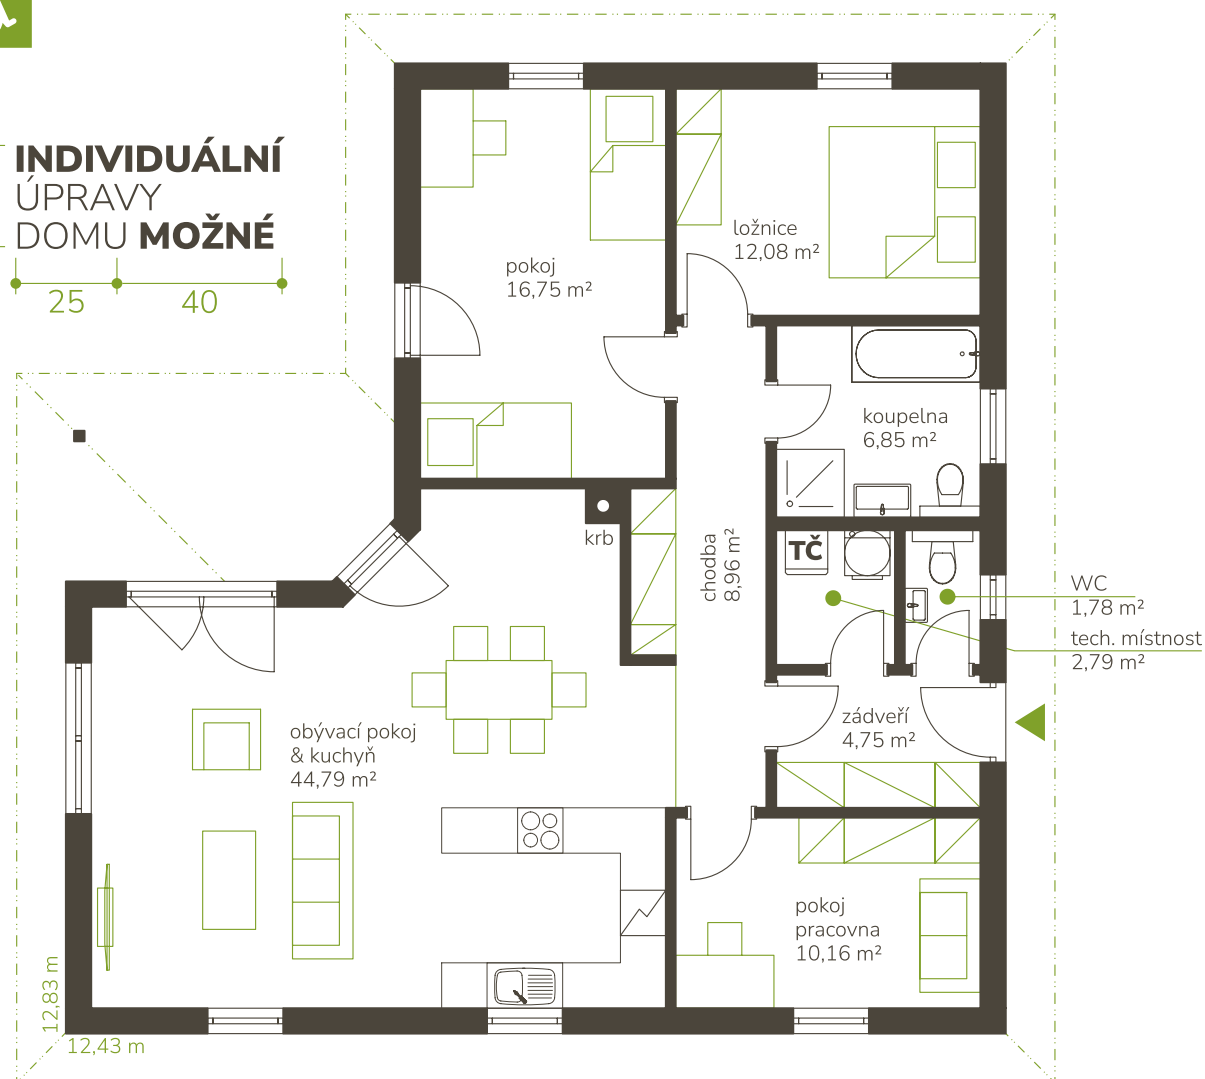 INDIVIDUÁLNÍ
ÚPRAVY
DOMU MOŽNÉ
25
40
pokoj
16,75 m²
ložnice
12,08 m²
koupelna
6,85 m²
krb
chodba
8,96 m²
TČ
WC
1,78 m²
tech. místnost
2,79 m²
zádveří
4,75 m²
obývací pokoj
& kuchyň
44,79 m²
pokoj
pracovna
10,16 m²
12,83 m
12,43 m